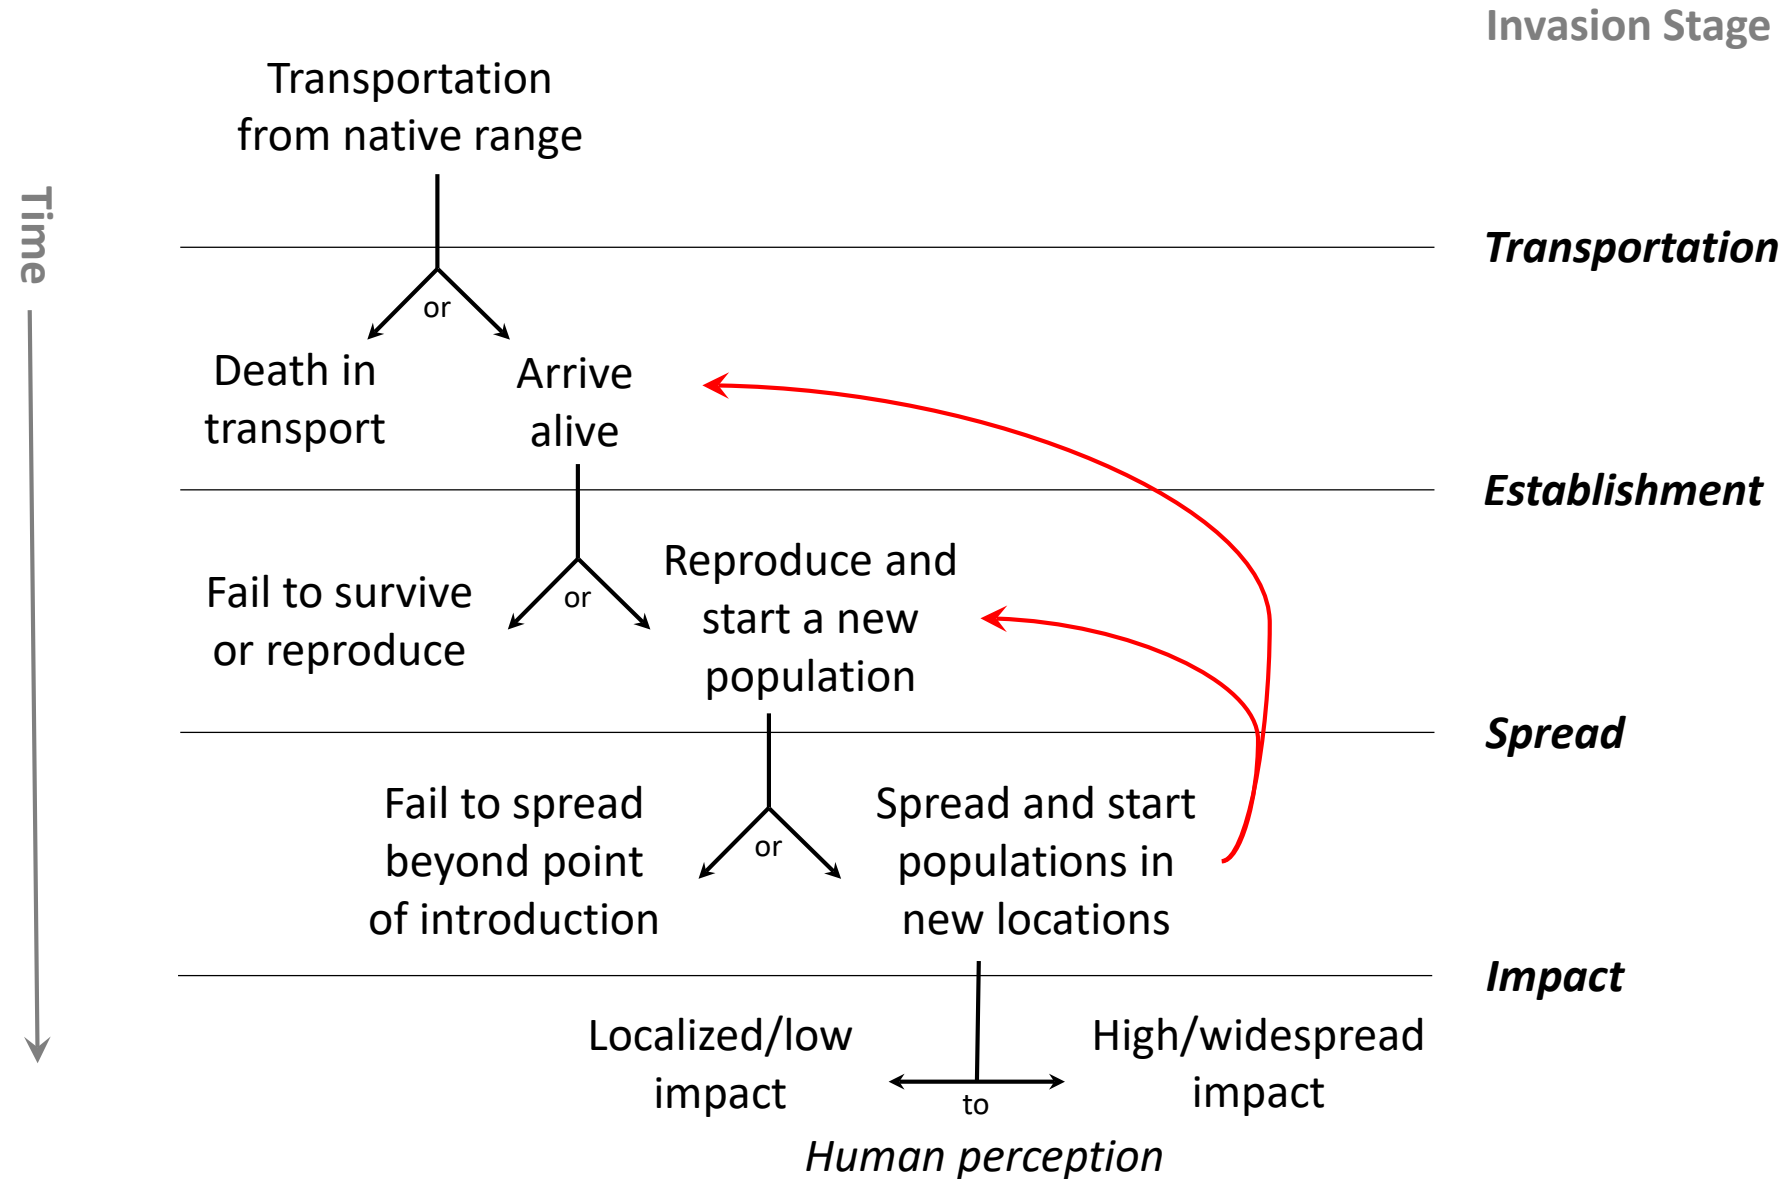 Invasion Stage
Transportation
from native range
Time
Transportation
or
Death in
transport
Arrive
alive
Establishment
Fail to survive
or reproduce
or
Reproduce and
start a new
population
Spread
Fail to spread
beyond point
of introduction
or
Spread and start
populations in
new locations
Impact
Localized/low
impact
to
High/widespread
impact
Human perception